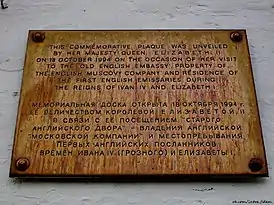 THIS COMMEMORATIVE PLAQUE WAS UNVEILED
BY HER MAJESTY QUEEN ELIZABETH II
ON 18 OCTOBER 1994 ON THE OCCASION OF HER VISIT
TO THE OLD ENGLISH EMBASSY, PROPERTY OF
THE ENGLISH MUSCOVY COMPANY AND RESIDENCE OF
THE FIRST ENGLISH EMISSARIES DURING
THE REIGNS OF IVAN IV AND ELIZABETH I.
МЕМОРИАЛЬНАЯ ДОСКА ОТКРЫТА 18 ОКТЯБРЯ 1994 г.
ЕЕ ВЕЛИЧЕСТВОМ КОРОЛЕВОЙ ЕЛИЗАВЕТОЙ II
В СВЯЗИ С ЕЕ ПОСЕЩЕНИЕМ СТАРОГО
АНГЛИЙСКОГО ДВОРА – ВЛАДЕНИЯ АНГЛИЙСКОЙ
"МОСКОВСКОЙ КОМПАНИИ" И МЕСТОПРЕБЫВАНИЯ
ПЕРВЫХ АНГЛИЙСКИХ ПОСЛАННИКОВ
ВРЕМЕН ИВАНА IV (ГРОЗНОГО) И ЕЛИЗАВЕТЫ I.